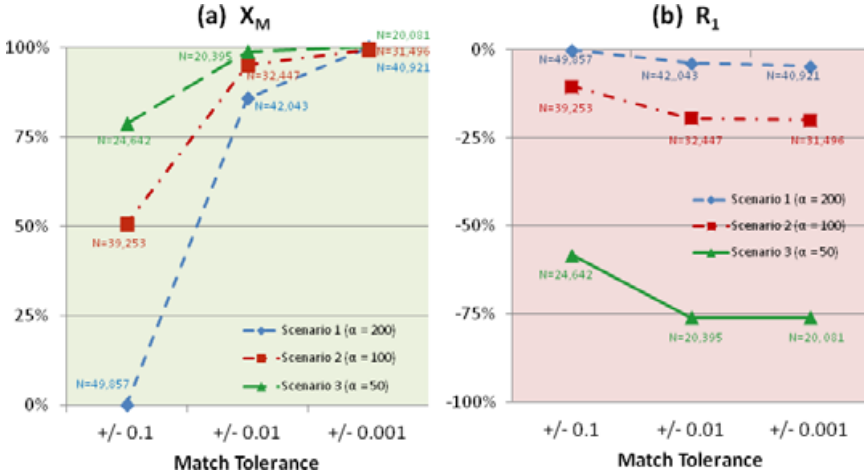 (a) X_M
100%
75%
50%
25%
0%
N=20,081
N=20,395
N=31,496
N=32,447
N=40,921
N=42,043
N=24,642
N=39,253
N=49,857
Scenario 1 (α = 200)
Scenario 2 (α = 100)
Scenario 3 (α = 50)
+/- 0.1
+/- 0.01
+/- 0.001
Match Tolerance
(b) R_1
0%
-25%
-50%
-75%
-100%
N=49,857
N=42,043
N=40,921
N=39,253
N=32,447
N=31,496
Scenario 1 (α = 200)
Scenario 2 (α = 100)
Scenario 3 (α = 50)
N=24,642
N=20,395
N=20,081
+/- 0.1
+/- 0.01
+/- 0.001
Match Tolerance